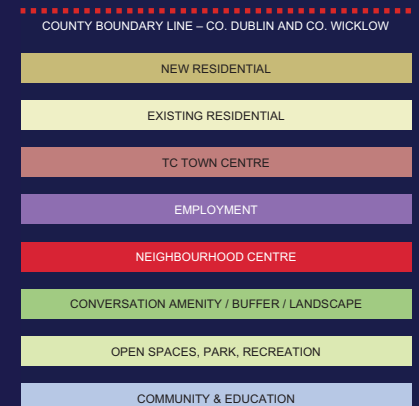 COUNTY BOUNDARY LINE – CO. DUBLIN AND CO. WICKLOW
NEW RESIDENTIAL
EXISTING RESIDENTIAL
TC TOWN CENTRE
EMPLOYMENT
NEIGHBOURHOOD CENTRE
CONVERSATION AMENITY / BUFFER / LANDSCAPE
OPEN SPACES, PARK, RECREATION
COMMUNITY & EDUCATION